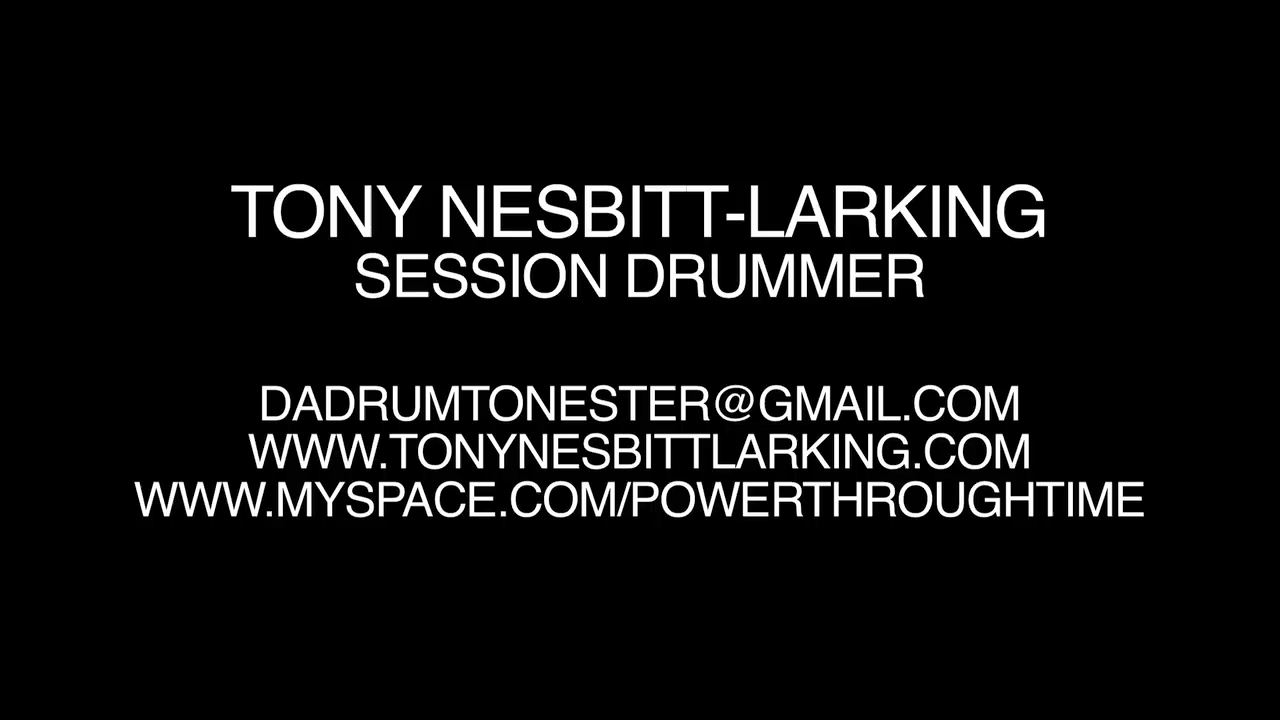 TONY NESBITT-LARKING
SESSION DRUMMER
DADRUMTONESTER@GMAIL.COM
WWW.TONYNESBITTLARKING.COM
WWW.MYSPACE.COM/POWERTHROUGHTIME